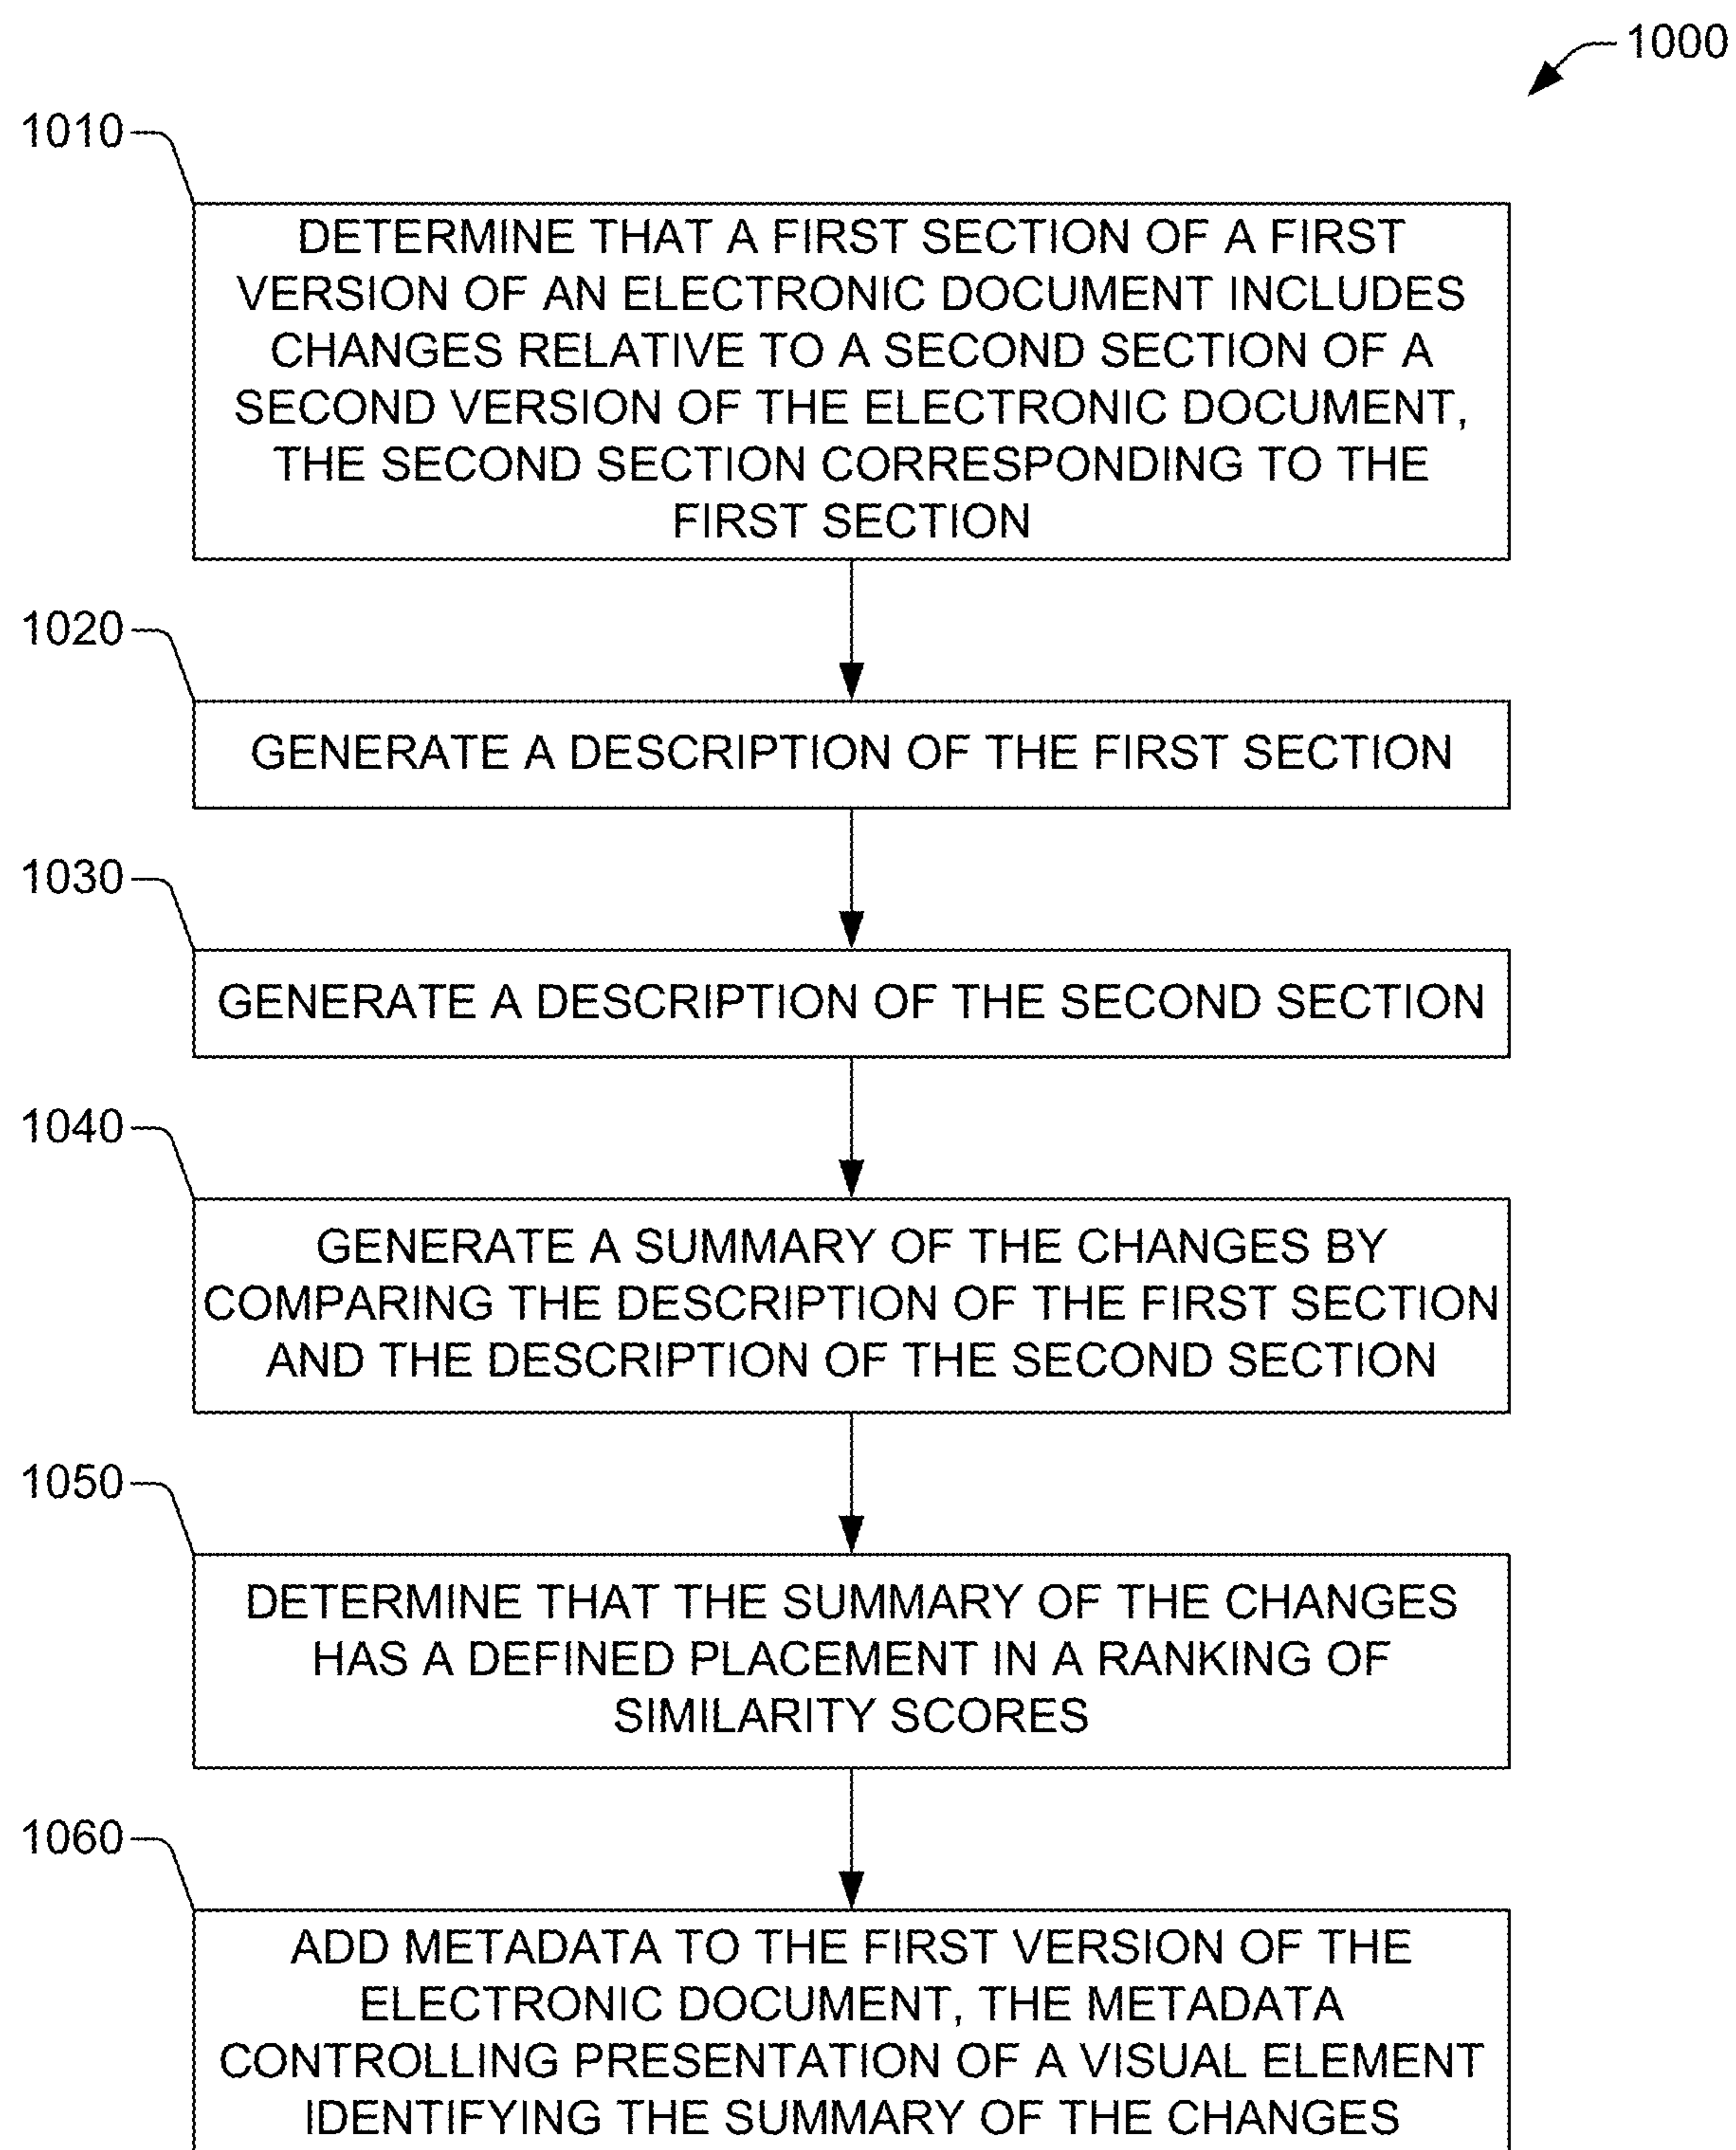 1000
1010
DETERMINE THAT A FIRST SECTION OF A FIRST
VERSION OF AN ELECTRONIC DOCUMENT INCLUDES
CHANGES RELATIVE TO A SECOND SECTION OF A
SECOND VERSION OF THE ELECTRONIC DOCUMENT,
THE SECOND SECTION CORRESPONDING TO THE
FIRST SECTION
1020
GENERATE A DESCRIPTION OF THE FIRST SECTION
1030
GENERATE A DESCRIPTION OF THE SECOND SECTION
1040
GENERATE A SUMMARY OF THE CHANGES BY
COMPARING THE DESCRIPTION OF THE FIRST SECTION
AND THE DESCRIPTION OF THE SECOND SECTION
1050
DETERMINE THAT THE SUMMARY OF THE CHANGES
HAS A DEFINED PLACEMENT IN A RANKING OF
SIMILARITY SCORES
1060
ADD METADATA TO THE FIRST VERSION OF THE
ELECTRONIC DOCUMENT, THE METADATA
CONTROLLING PRESENTATION OF A VISUAL ELEMENT
IDENTIFYING THE SUMMARY OF THE CHANGES